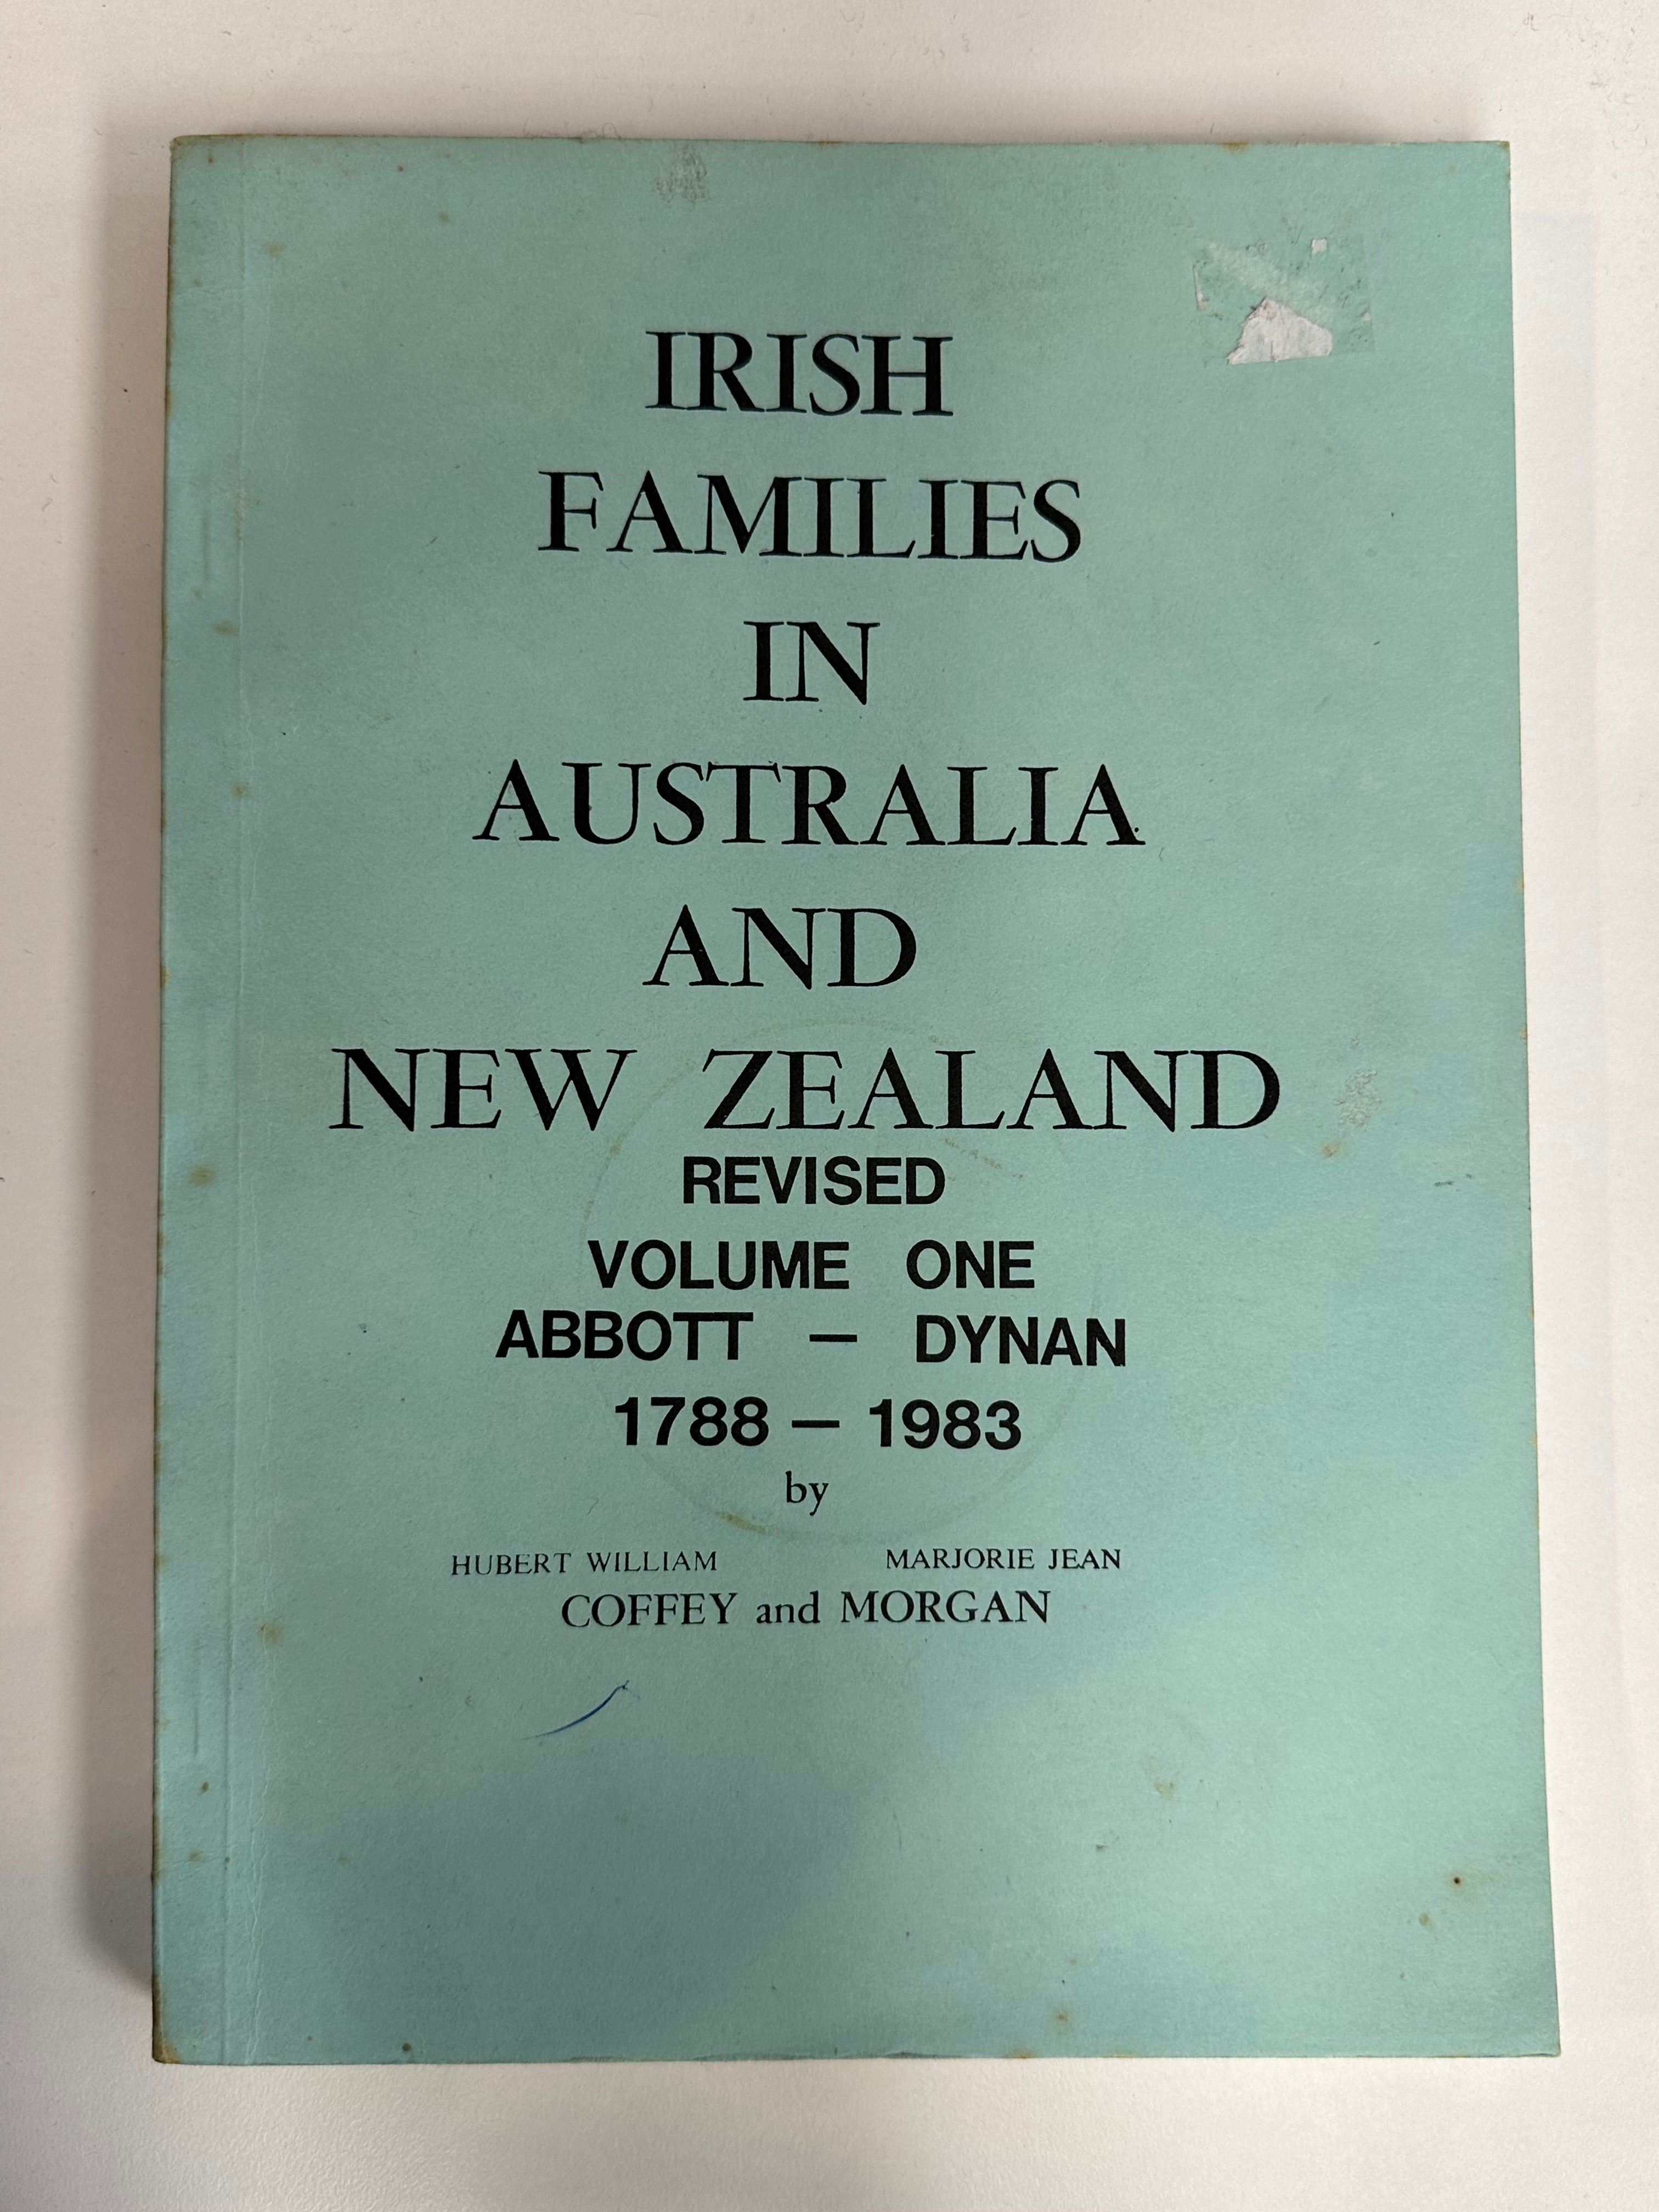 IRISH
FAMILIES
IN
AUSTRALIA
AND
NEW ZEALAND
REVISED
VOLUME ONE
ABBOTT — DYNAN
1788 — 1983
by
HUBERT WILLIAM MARJORIE JEAN
COFFEY and MORGAN